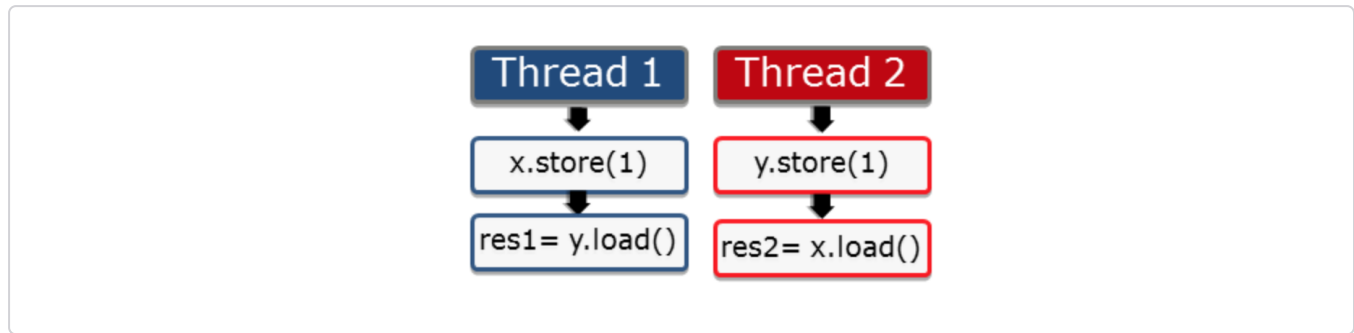 Thread 1
x.store(1)
res1= y.load()
Thread 2
y.store(1)
res2= x.load()